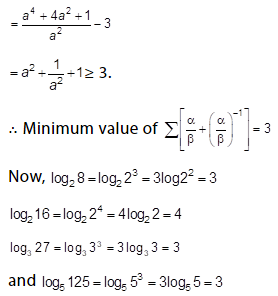 = (a⁴ + 4a² + 1)/a² – 3
= a² + 1/a² + 1 ≥ 3.
∴ Minimum value of ∑[α/β + (α/β)⁻¹] = 3
Now, log₂ 8 = log₂ 2³ = 3log2² = 3
log₂ 16 = log₂ 2⁴ = 4log₂ 2 = 4
log₃ 27 = log₃ 3³ = 3log₃ 3 = 3
and log₅ 125 = log₅ 5³ = 3log₅ 5 = 3